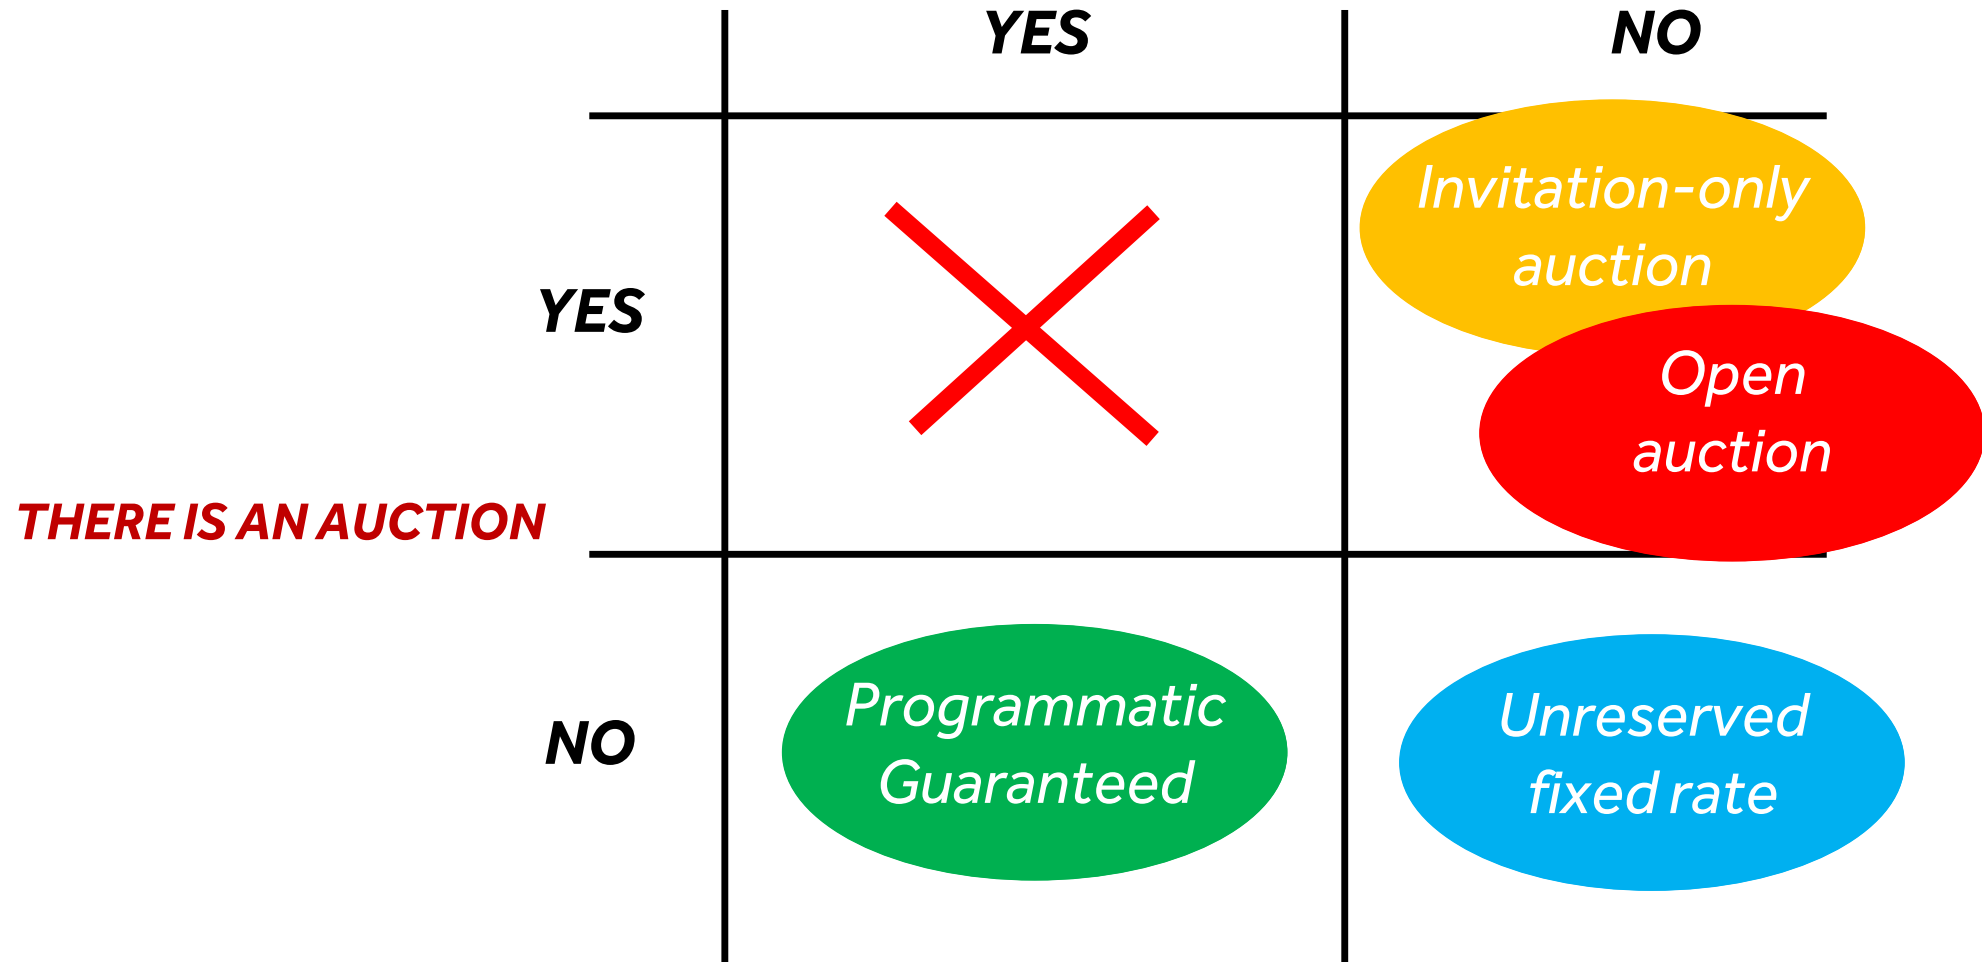 YES
NO
Invitation-only
auction
YES
Open
auction
THERE IS AN AUCTION
Programmatic
Guaranteed
NO
Unreserved
fixed rate